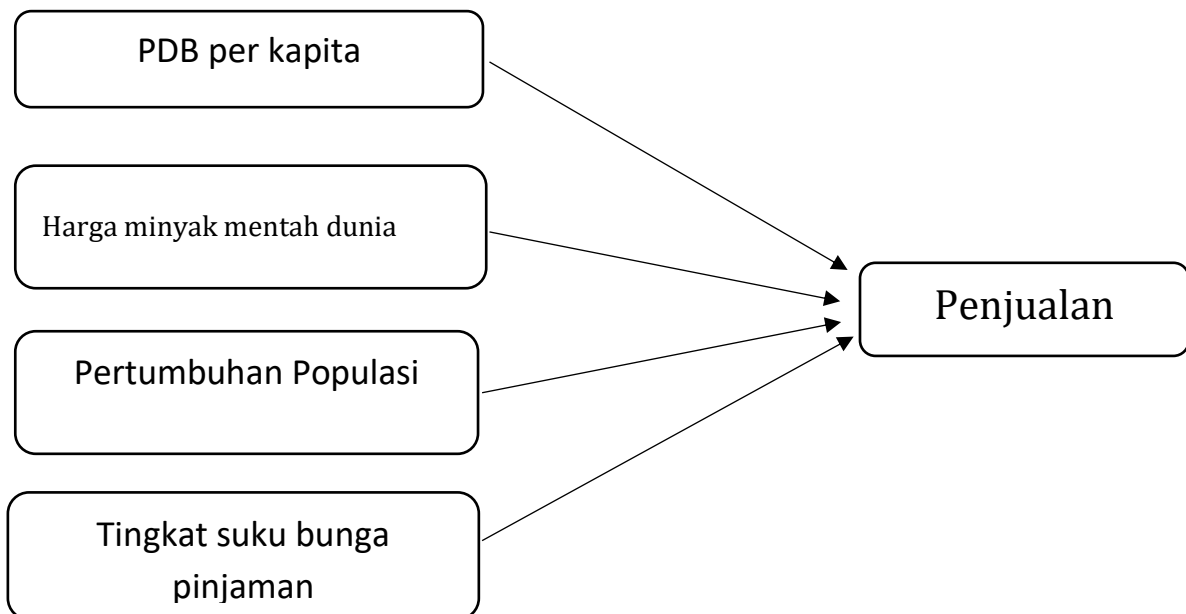 PDB per kapita
Harga minyak mentah dunia
Penjualan
Pertumbuhan Populasi
Tingkat suku bunga
pinjaman